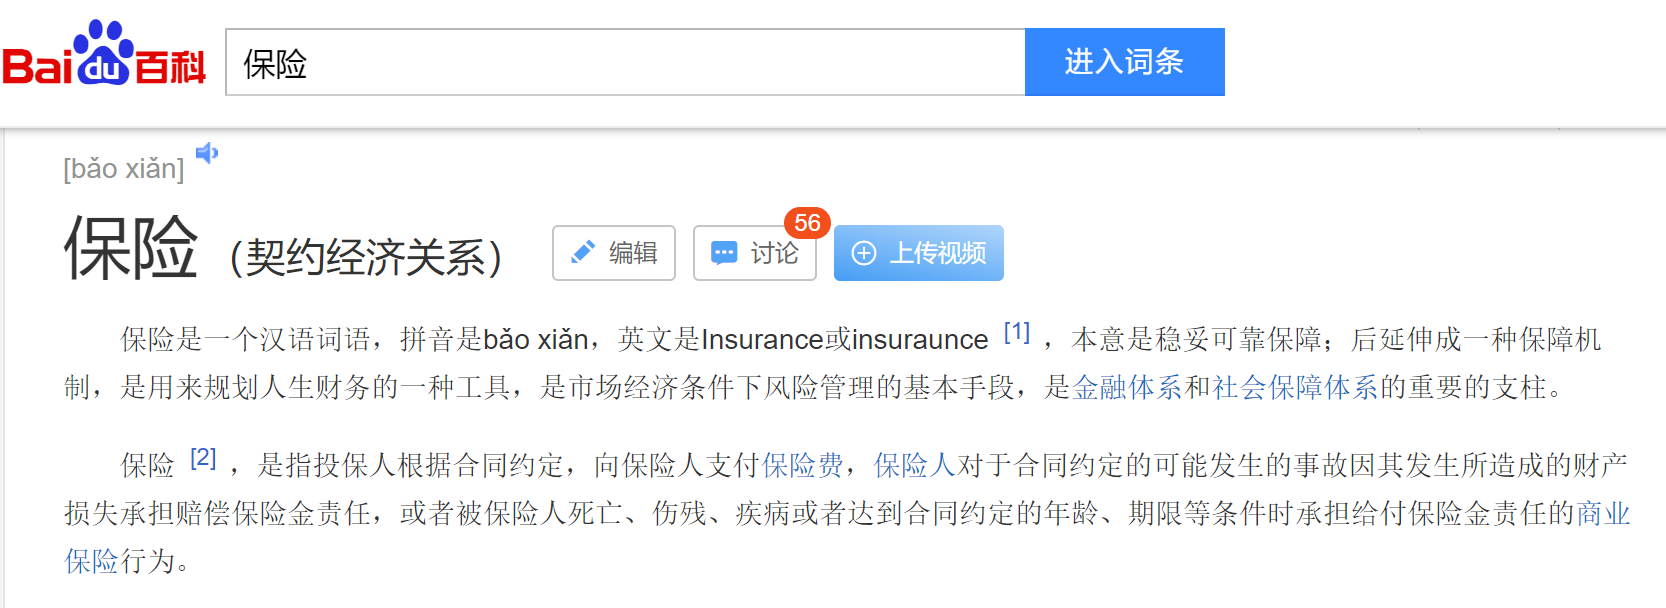 Baidu百科
保险
进入词条
[bǎo xiǎn]
保险（契约经济关系）
编辑
讨论
56
上传视频
保险是一个汉语词语，拼音是bǎo xiǎn，英文是Insurance或insuraunce [1] ，本意是稳妥可靠保障；后延伸成一种保障机
制，是用来规划人生财务的一种工具，是市场经济条件下风险管理的基本手段，是金融体系和社会保障体系的重要的支柱。
保险 [2] ，是指投保人根据合同约定，向保险人支付保险费，保险人对于合同约定的可能发生的事故因其发生所造成的财产
损失承担赔偿保险金责任，或者被保险人死亡、伤残、疾病或者达到合同约定的年龄、期限等条件时承担给付保险金责任的商业
保险行为。